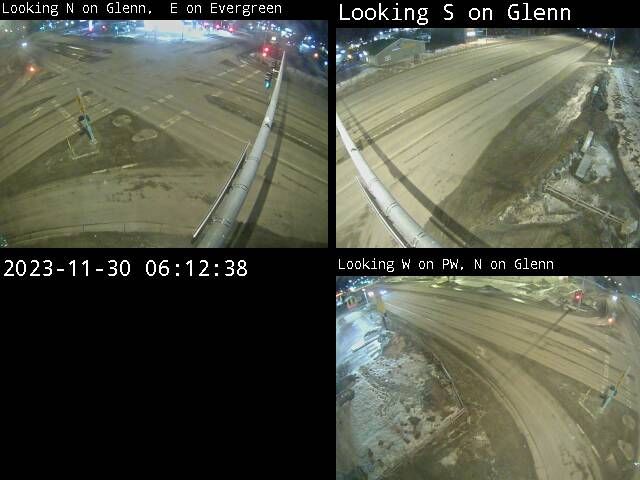 Looking N on Glenn,  E on Evergreen
Looking S on Glenn
2023-11-30 06:12:38
Looking W on PW, N on Glenn